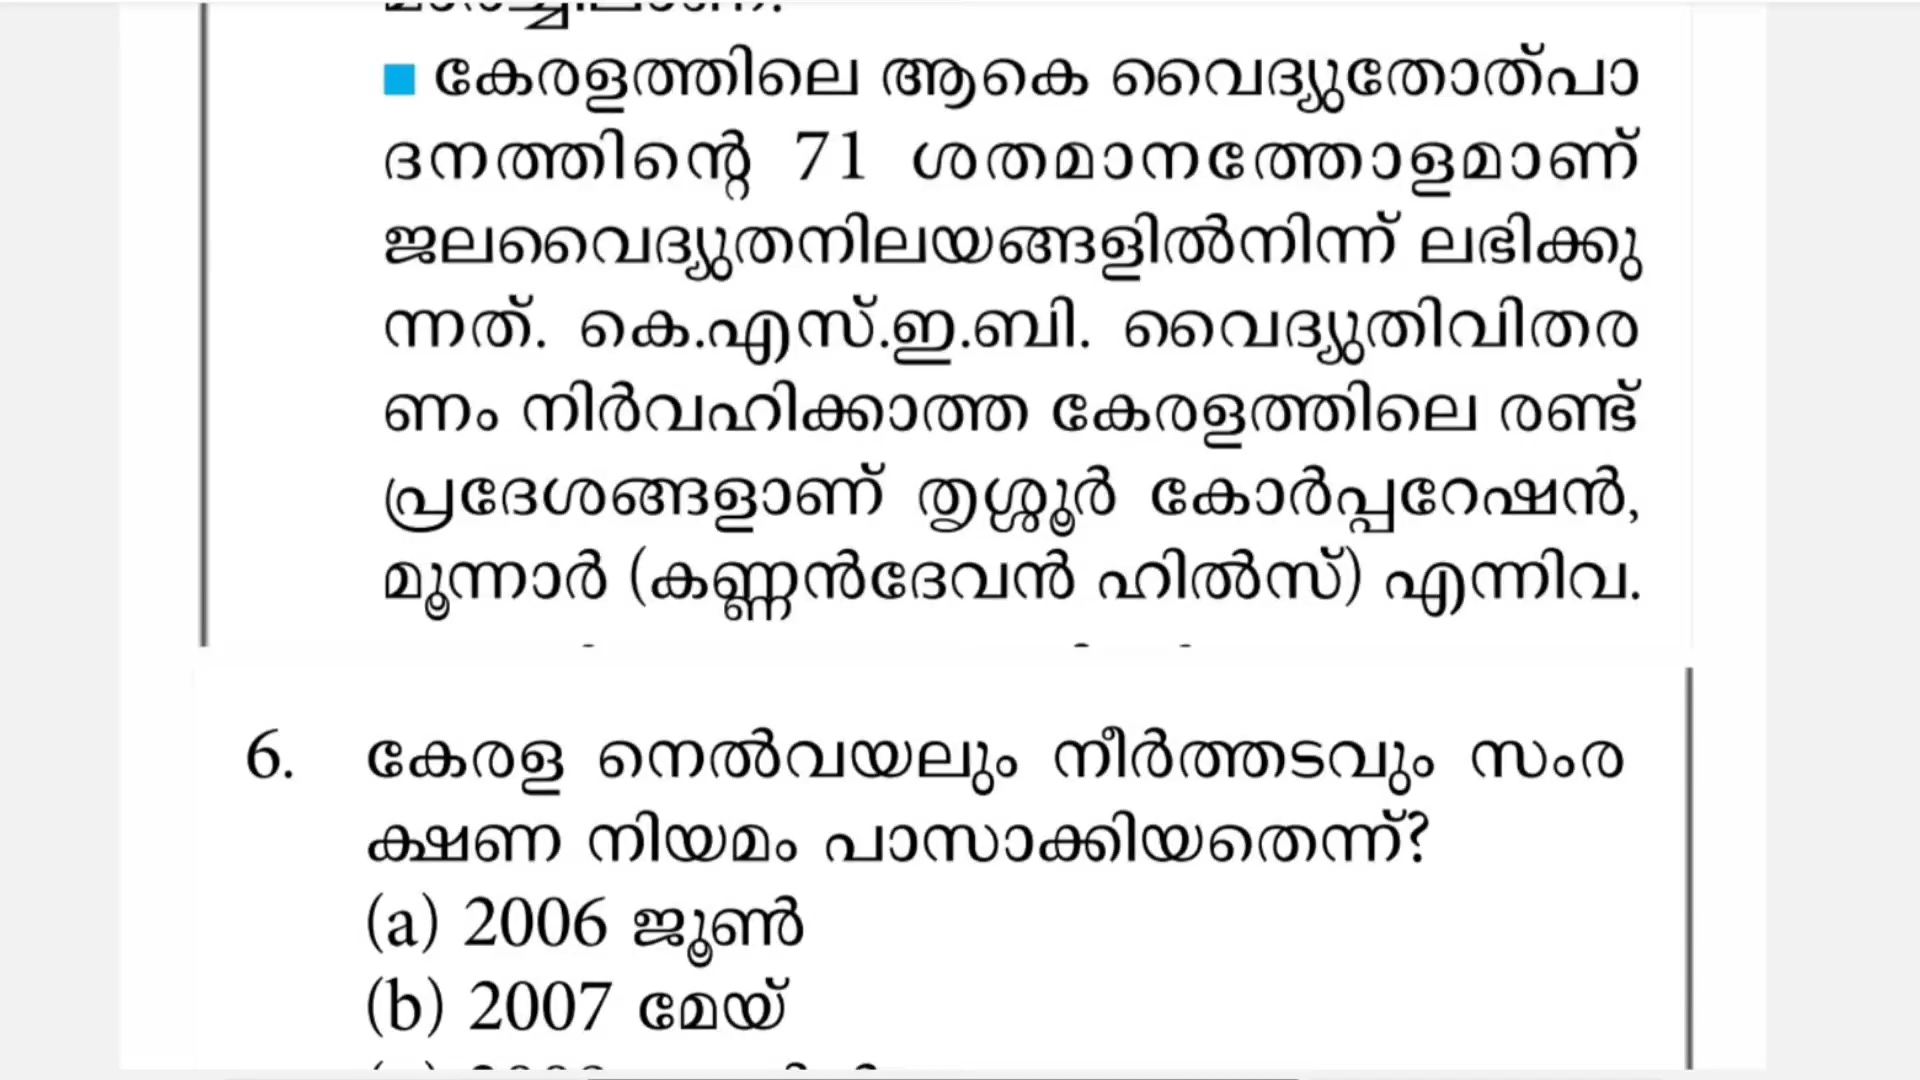 ■ കേരളത്തിലെ ആകെ വൈദ്യുതോത്പാ
ദനത്തിന്റെ 71 ശതമാനത്തോളമാണ്
ജലവൈദ്യുതനിലയങ്ങളിൽനിന്ന് ലഭിക്കു
ന്നത്. കെ.എസ്.ഇ.ബി. വൈദ്യുതിവിതര
ണം നിർവഹിക്കാത്ത കേരളത്തിലെ രണ്ട്
പ്രദേശങ്ങളാണ് തൃശ്ശൂർ കോർപ്പറേഷൻ,
മൂന്നാർ (കണ്ണൻദേവൻ ഹിൽസ്) എന്നിവ.
6. കേരള നെൽവയലും നീർത്തടവും സംര
ക്ഷണ നിയമം പാസാക്കിയതെന്ന്?
(a) 2006 ജൂൺ
(b) 2007 മേയ്